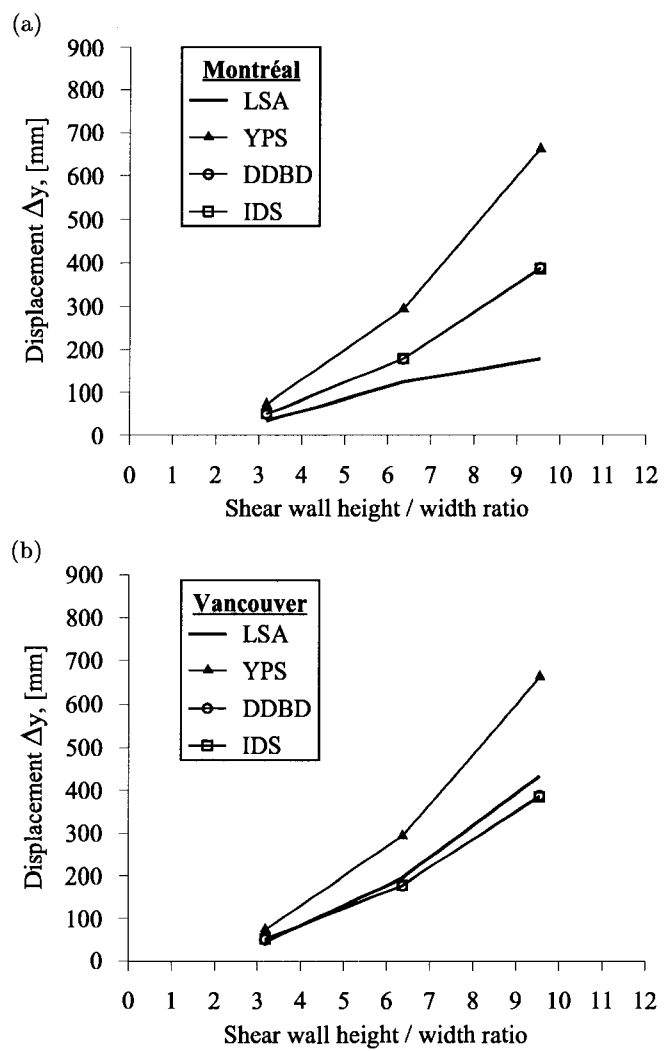 (a)
900
800
700
600
500
400
300
200
100
0
Displacement Δy, [mm]
Montréal
LSA
YPS
DDBD
IDS
0 1 2 3 4 5 6 7 8 9 10 11 12
Shear wall height / width ratio
(b)
900
800
700
600
500
400
300
200
100
0
Displacement Δy, [mm]
Vancouver
LSA
YPS
DDBD
IDS
0 1 2 3 4 5 6 7 8 9 10 11 12
Shear wall height / width ratio